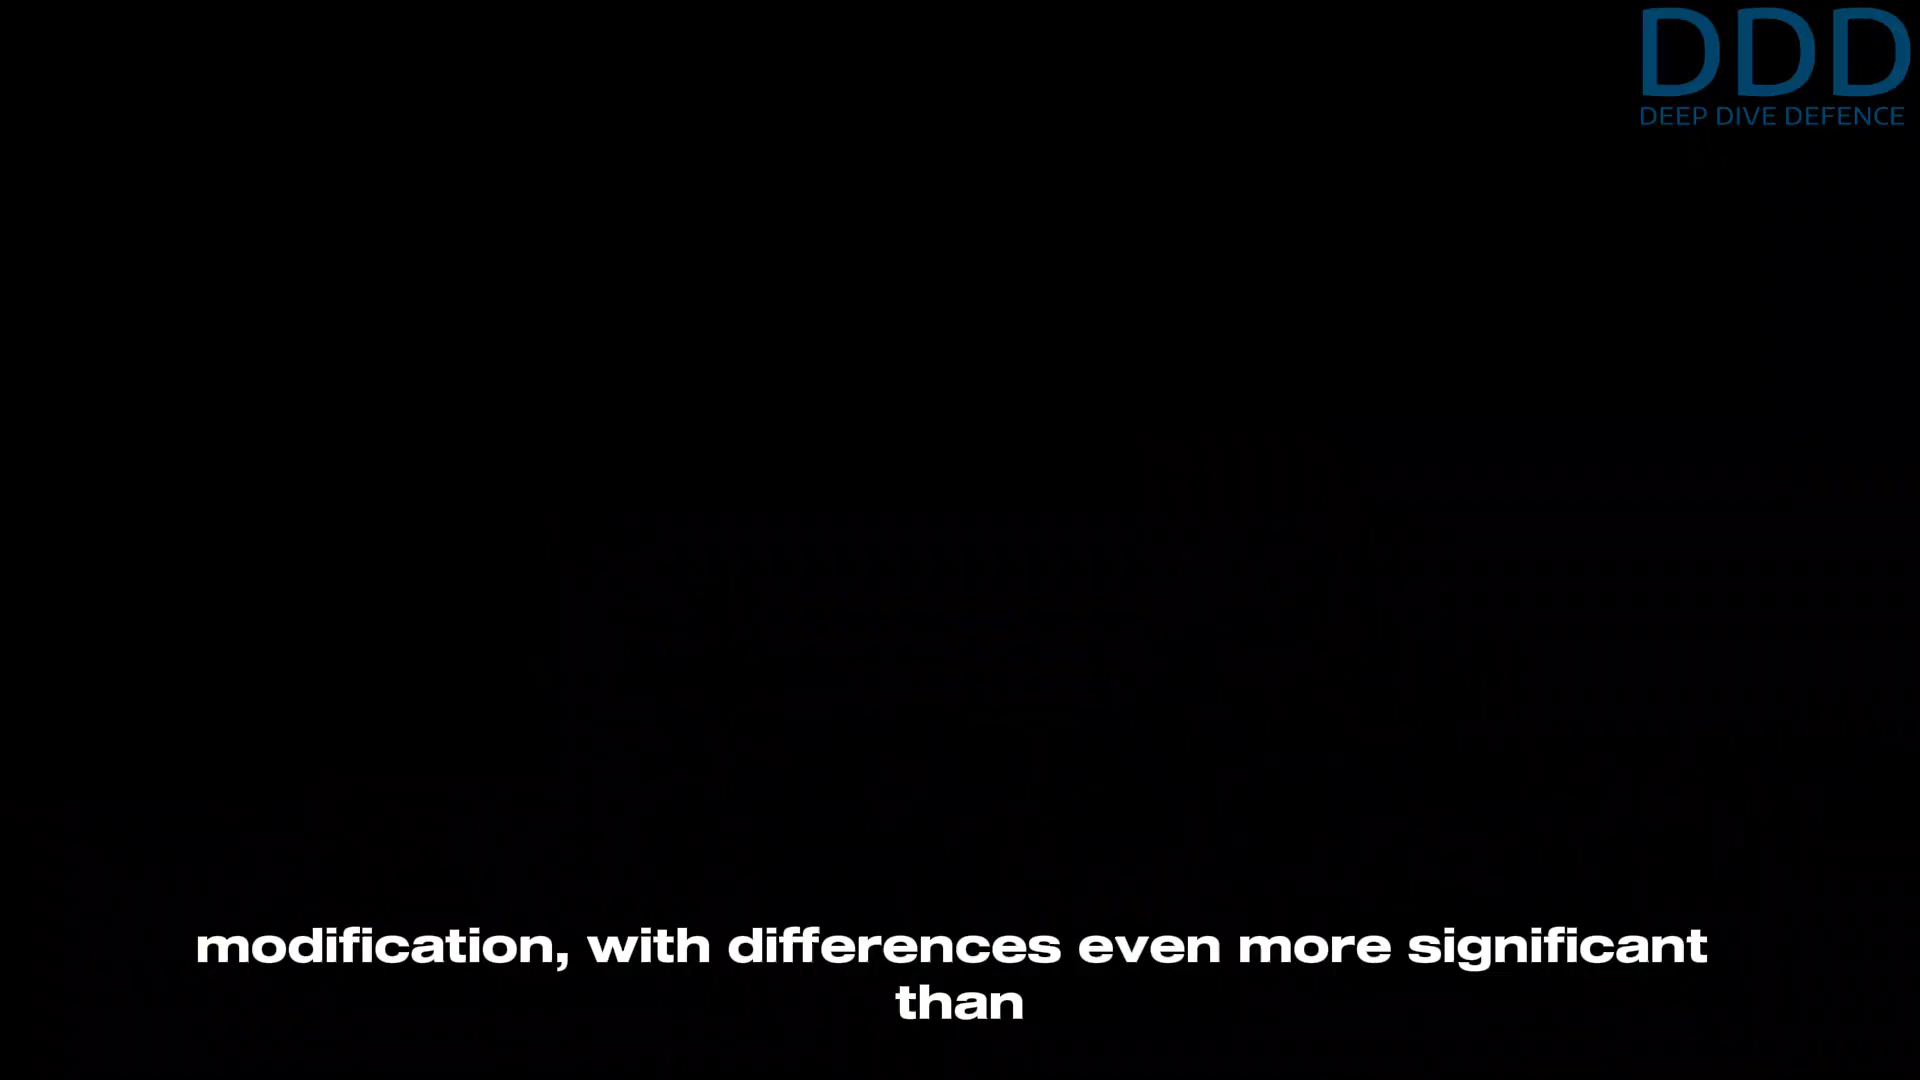 DDD
DEEP DIVE DEFENCE
modification, with differences even more significant
than